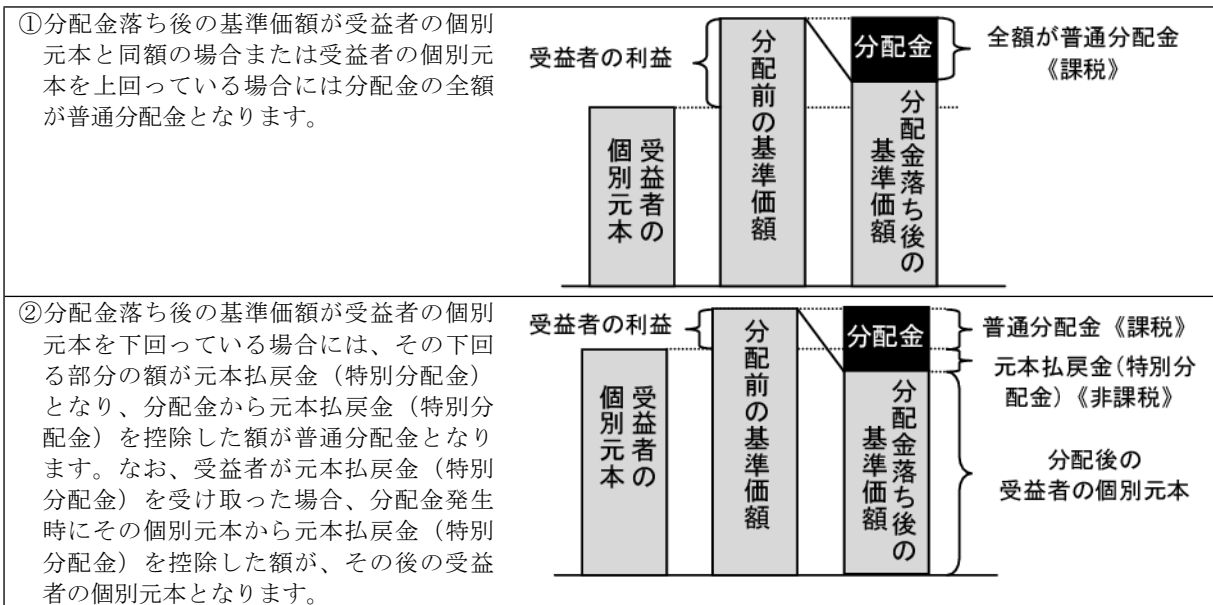 ①分配金落ち後の基準価額が受益者の個別
元本と同額の場合または受益者の個別元
本を上回っている場合には分配金の全額
が普通分配金となります。
受益者の利益
受益者の
個別元本
分配前の基準価額
分配金
分配金落ち後の
基準価額
全額が普通分配金
《課税》
②分配金落ち後の基準価額が受益者の個別
元本を下回っている場合には、その下回
る部分の額が元本払戻金（特別分配金）
となり、分配金から元本払戻金（特別分
配金）を控除した額が普通分配金となり
ます。なお、受益者が元本払戻金（特別
分配金）を受け取った場合、分配金発生
時にその個別元本から元本払戻金（特別
分配金）を控除した額が、その後の受益
者の個別元本となります。
受益者の利益
受益者の
個別元本
分配前の基準価額
分配金
分配金落ち後の
基準価額
普通分配金《課税》
元本払戻金(特別分
配金)《非課税》
分配後の
受益者の個別元本